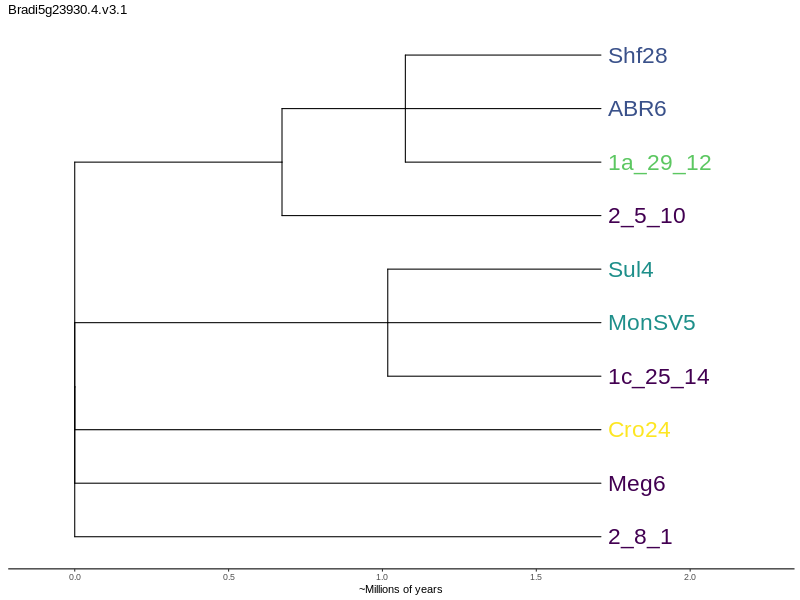 Bradi5g23930.4.v3.1
Shf28
ABR6
1a_29_12
2_5_10
Sul4
MonSV5
1c_25_14
Cro24
Meg6
2_8_1
0.0 0.5 1.0 1.5 2.0
~Millions of years